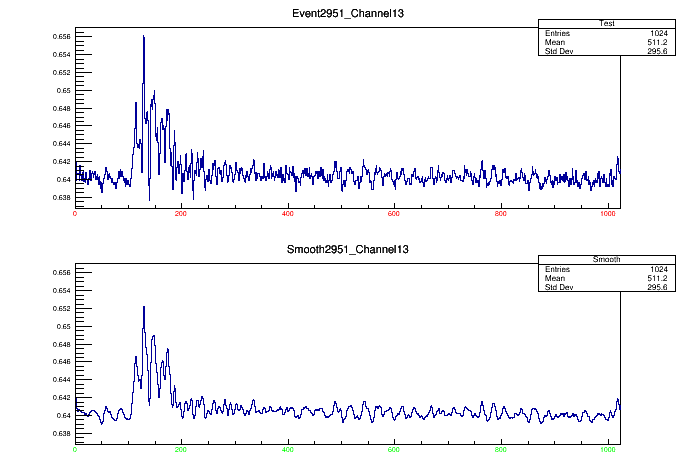 Event2951_Channel13
Test
Entries 1024
Mean 511.2
Std Dev 295.6
0.656
0.654
0.652
0.65
0.648
0.646
0.644
0.642
0.64
0.638
0 200 400 600 800 1000
Smooth2951_Channel13
Smooth
Entries 1024
Mean 511.2
Std Dev 295.6
0.656
0.654
0.652
0.65
0.648
0.646
0.644
0.642
0.64
0.638
0 200 400 600 800 1000